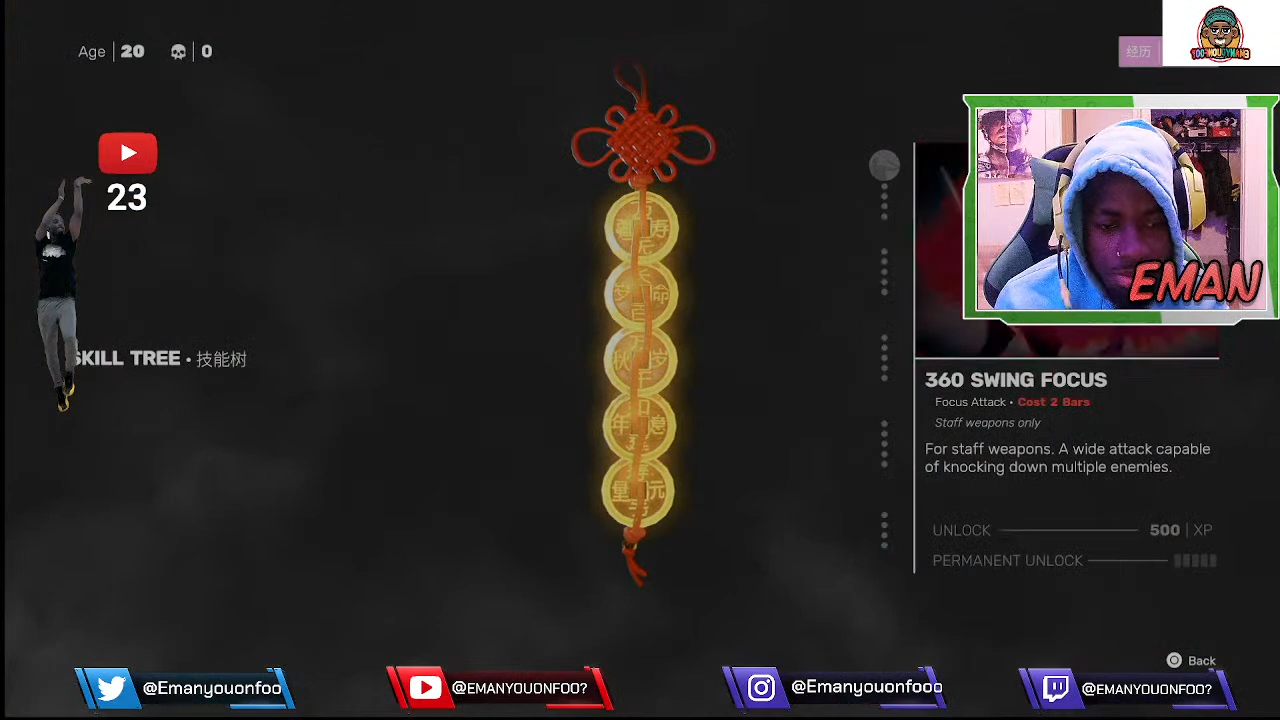 Age 20 0
经历
23
EMAN
SKILL TREE • 技能树
360 SWING FOCUS
Focus Attack • Cost 2 Bars
Staff weapons only
For staff weapons. A wide attack capable
of knocking down multiple enemies.
UNLOCK 500 | XP
PERMANENT UNLOCK
Back
@Emanyouonfoo
@EMANYOUONFOO?
@Emanyouonfooo
@EMANYOUONFOO?